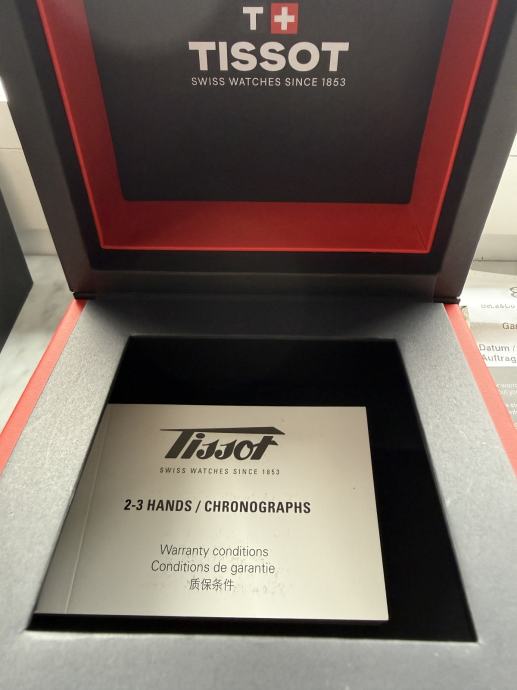 T
TISSOT
SWISS WATCHES SINCE 1853
Tissot
SWISS WATCHES SINCE 1853
2-3 HANDS / CHRONOGRAPHS
Warranty conditions
Conditions de garantie
质保条件
Datum /
Auftrag